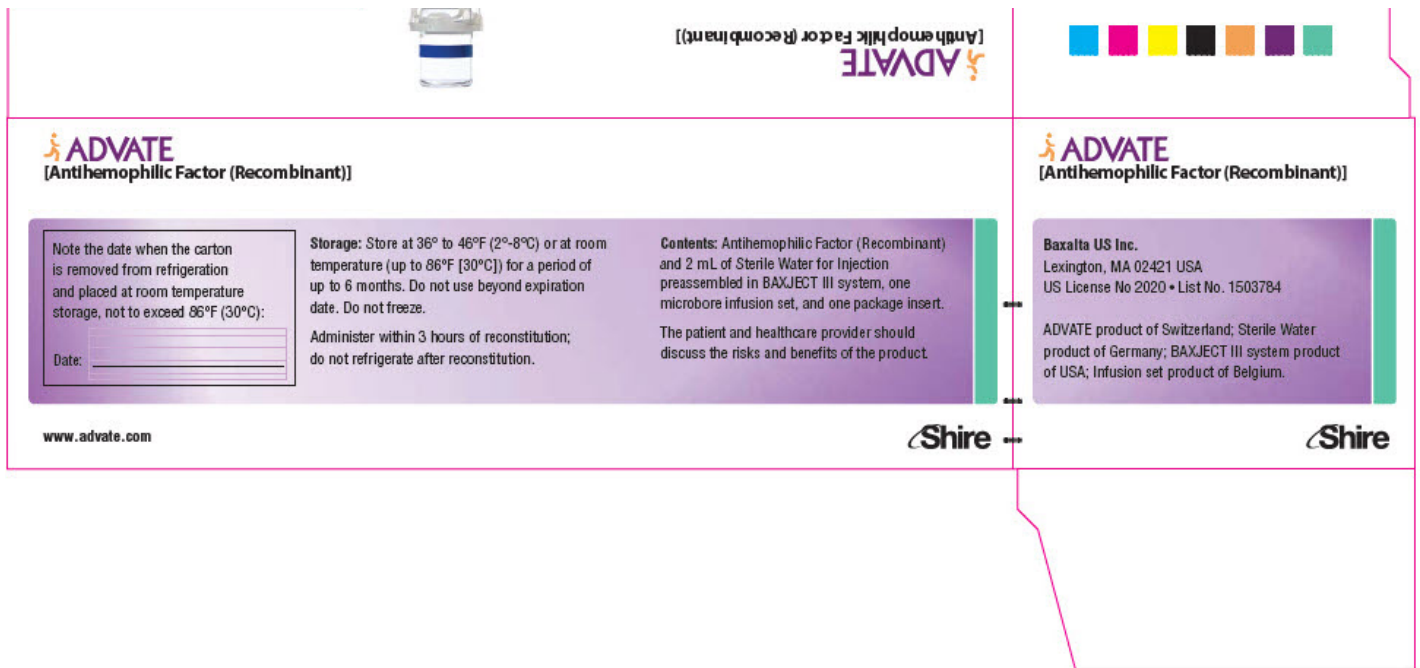 [Antihemophilic Factor (Recombinant)]
ADVATE
ADVATE
[Antihemophilic Factor (Recombinant)]
Note the date when the carton
is removed from refrigeration
and placed at room temperature
storage, not to exceed 86°F (30°C):
Date:
Storage: Store at 36° to 46°F (2°-8°C) or at room
temperature (up to 86°F [30°C]) for a period of
up to 6 months. Do not use beyond expiration
date. Do not freeze.
Administer within 3 hours of reconstitution;
do not refrigerate after reconstitution.
Contents: Antihemophilic Factor (Recombinant)
and 2 mL of Sterile Water for Injection
preassembled in BAXJECT III system, one
microbore infusion set, and one package insert.
The patient and healthcare provider should
discuss the risks and benefits of the product.
www.advate.com
Shire
ADVATE
[Antihemophilic Factor (Recombinant)]
Baxalta US Inc.
Lexington, MA 02421 USA
US License No 2020 • List No. 1503784
ADVATE product of Switzerland; Sterile Water
product of Germany; BAXJECT III system product
of USA; Infusion set product of Belgium.
Shire